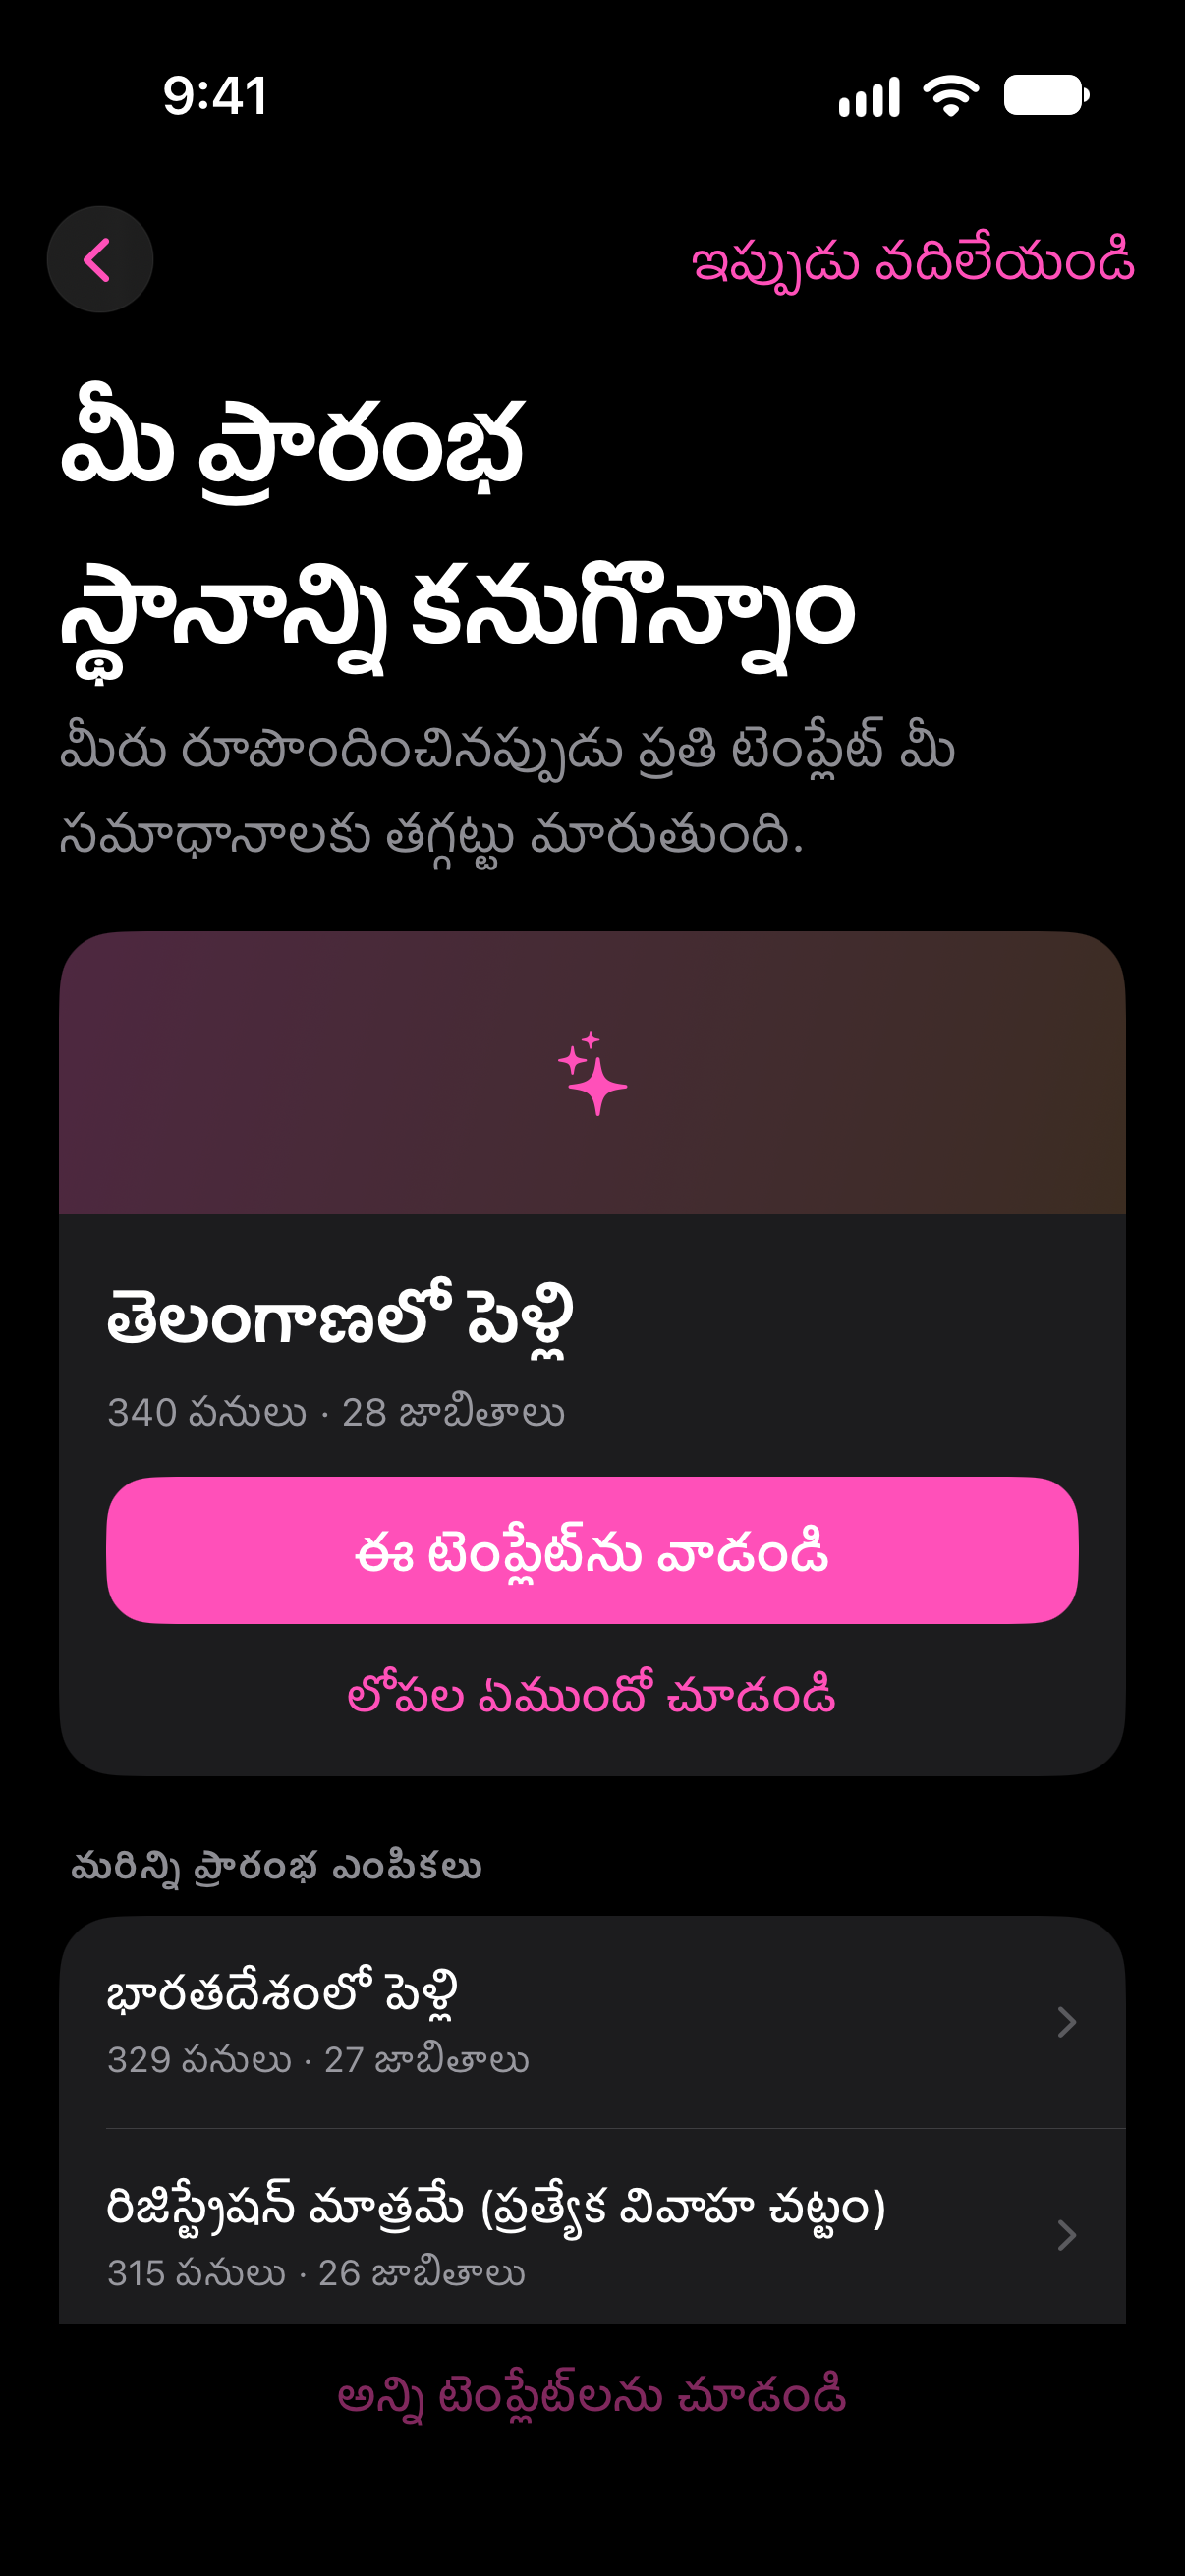 9:41
ఇప్పుడు వదిలేయండి
మీ ప్రారంభ
స్థానాన్ని కనుగొన్నాం
మీరు రూపొందించినప్పుడు ప్రతి టెంప్లేట్ మీ
సమాధానాలకు తగ్గట్టు మారుతుంది.
తెలంగాణలో పెళ్లి
340 పనులు · 28 జాబితాలు
ఈ టెంప్లేట్‌ను వాడండి
లోపల ఏముందో చూడండి
మరిన్ని ప్రారంభ ఎంపికలు
భారతదేశంలో పెళ్లి
329 పనులు · 27 జాబితాలు
రిజిస్ట్రేషన్ మాత్రమే (ప్రత్యేక వివాహ చట్టం)
315 పనులు · 26 జాబితాలు
అన్ని టెంప్లేట్‌లను చూడండి